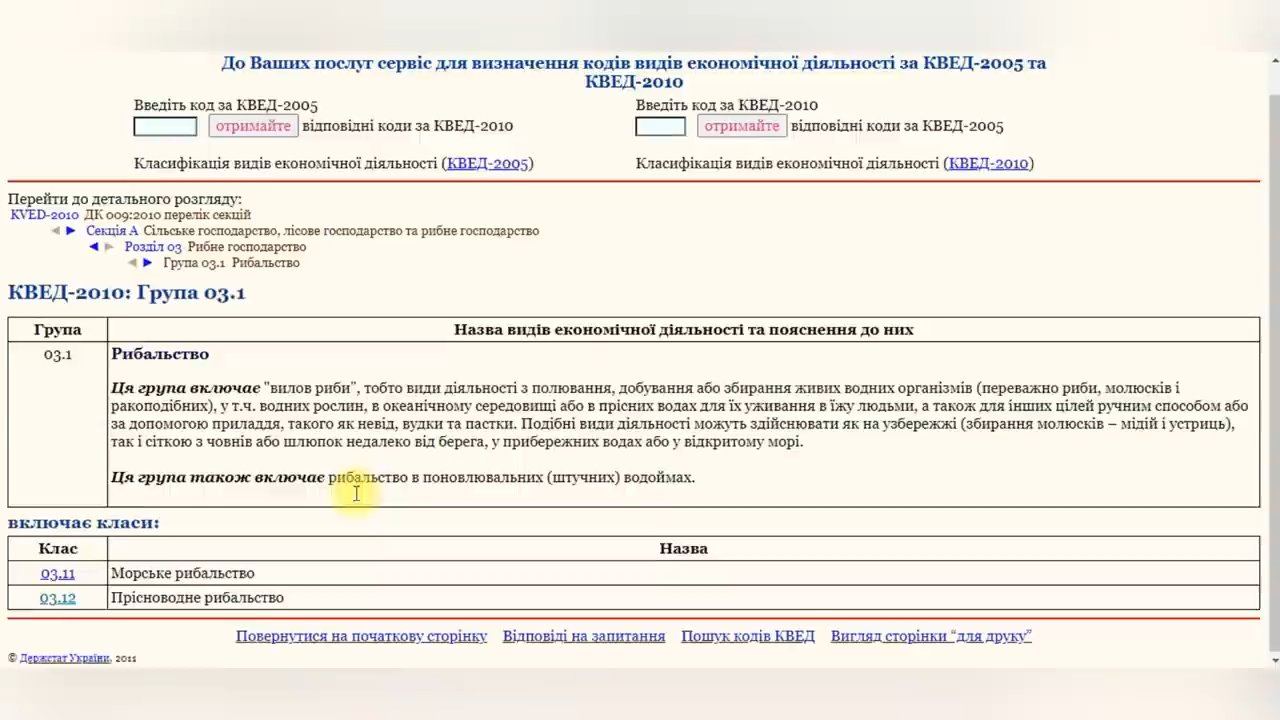 До Ваших послуг сервіс для визначення кодів видів економічної діяльності за КВЕД-2005 та
КВЕД-2010
Введіть код за КВЕД-2005
отримайте відповідні коди за КВЕД-2010
Класифікація видів економічної діяльності (КВЕД-2005)
Введіть код за КВЕД-2010
отримайте відповідні коди за КВЕД-2005
Класифікація видів економічної діяльності (КВЕД-2010)
Перейти до детального розгляду:
KVED-2010 ДК 009:2010 перелік секцій
◄ ► Секція A Сільське господарство, лісове господарство та рибне господарство
◄ ► Розділ 03 Рибне господарство
◄ ► Група 03.1 Рибальство
КВЕД-2010: Група 03.1
Група Назва видів економічної діяльності та пояснення до них
03.1 Рибальство
Ця група включає "вилов риби", тобто види діяльності з полювання, добування або збирання живих водних організмів (переважно риби, молюсків і
ракоподібних), у т.ч. водних рослин, в океанічному середовищі або в прісних водах для їх уживання в їжу людьми, а також для інших цілей ручним способом або
за допомогою приладдя, такого як невід, вудки та пастки. Подібні види діяльності можуть здійснювати як на узбережжі (збирання молюсків – мідій і устриць),
так і сіткою з човнів або шлюпок недалеко від берега, у прибережних водах або у відкритому морі.
Ця група також включає рибальство в поновлювальних (штучних) водоймах.
включає класи:
Клас Назва
03.11 Морське рибальство
03.12 Прісноводне рибальство
Повернутися на початкову сторінку Відповіді на запитання Пошук кодів КВЕД Вигляд сторінки “для друку”
© Держстат України, 2011